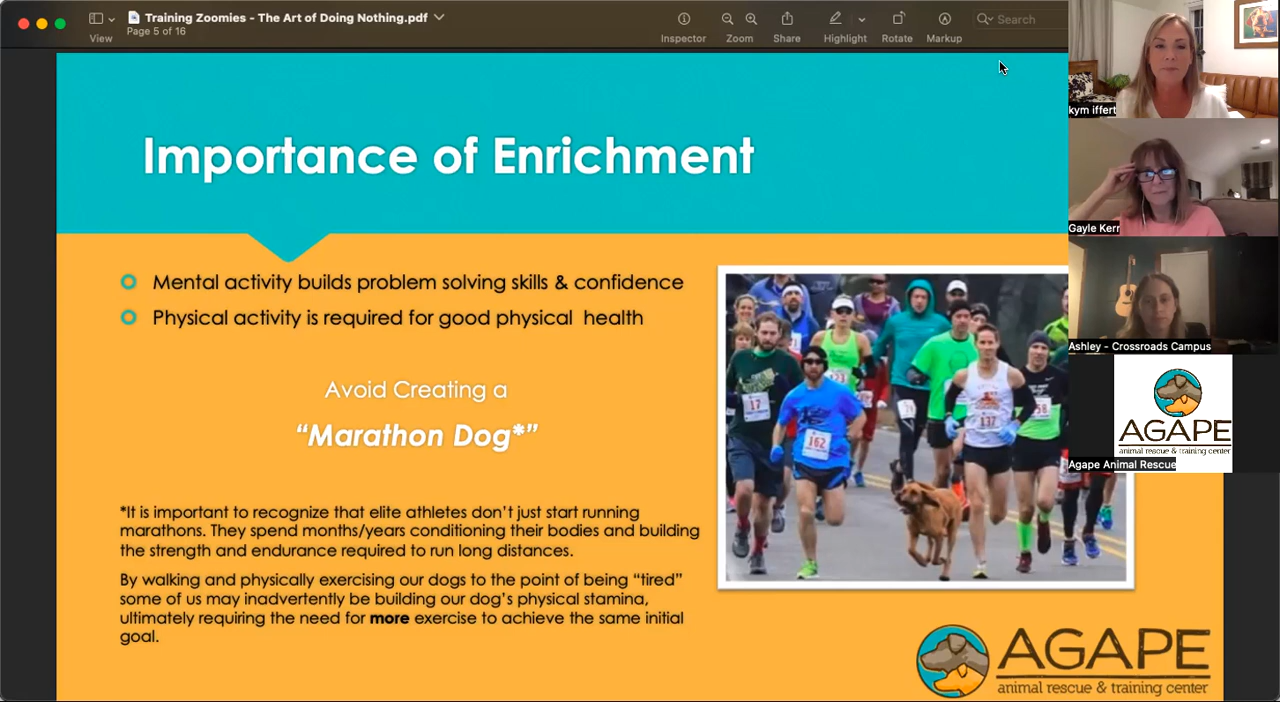 Training Zoomies - The Art of Doing Nothing.pdf
Page 5 of 16
View
Inspector
Zoom
Share
Highlight
Rotate
Markup
Search
Importance of Enrichment
Mental activity builds problem solving skills & confidence
Physical activity is required for good physical health
Avoid Creating a
“Marathon Dog*”
*It is important to recognize that elite athletes don’t just start running
marathons. They spend months/years conditioning their bodies and building
the strength and endurance required to run long distances.
By walking and physically exercising our dogs to the point of being “tired”
some of us may inadvertently be building our dog’s physical stamina,
ultimately requiring the need for more exercise to achieve the same initial
goal.
17
162
137
AGAPE
animal rescue & training center
kym iffert
Gayle Kerr
Ashley - Crossroads Campus
AGAPE
animal rescue & training center
Agape Animal Rescue